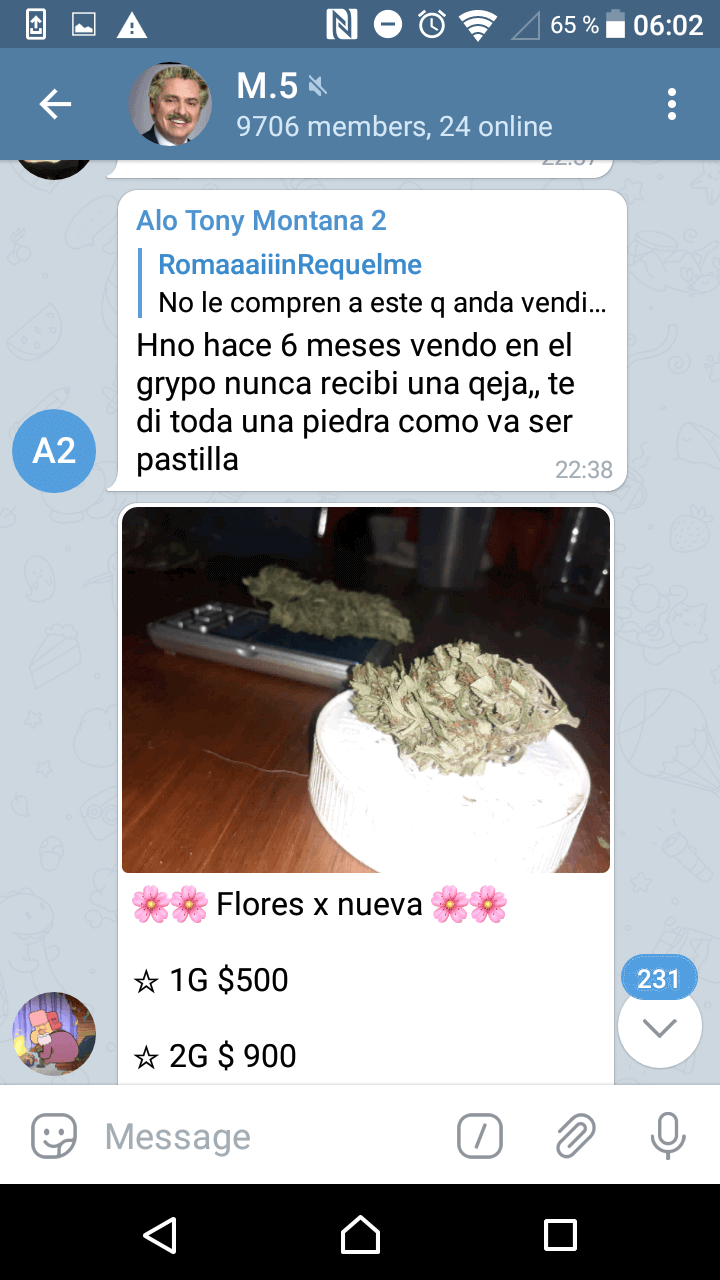 65 % 06:02
M.5
9706 members, 24 online
22:37
Alo Tony Montana 2
RomaaaiiinRequelme
No le compren a este q anda vendi...
Hno hace 6 meses vendo en el
grypo nunca recibi una qeja,, te
di toda una piedra como va ser
pastilla
22:38
A2
🌸🌸 Flores x nueva 🌸🌸
☆ 1G $500
231
☆ 2G $ 900
Message